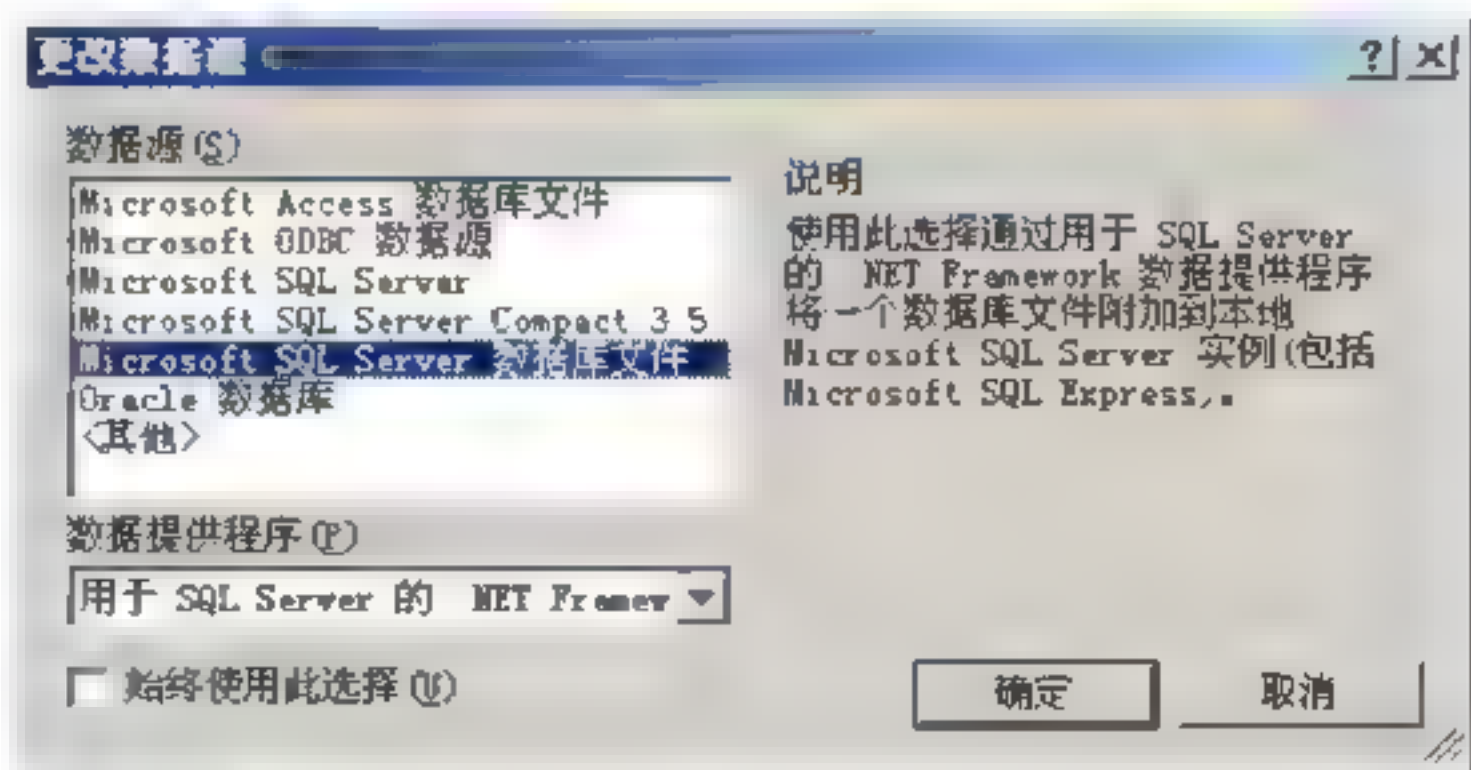 更改数据源
数据源(S)
Microsoft Access 数据库文件
Microsoft ODBC 数据源
Microsoft SQL Server
Microsoft SQL Server Compact 3 5
Microsoft SQL Server 数据库文件
Oracle 数据库
<其他>
数据提供程序(P)
用于 SQL Server 的 NET Framew
始终使用此选择(U)
说明
使用此选择通过用于 SQL Server
的 NET Framework 数据提供程序
将一个数据库文件附加到本地
Microsoft SQL Server 实例(包括
Microsoft SQL Express)。
确定
取消